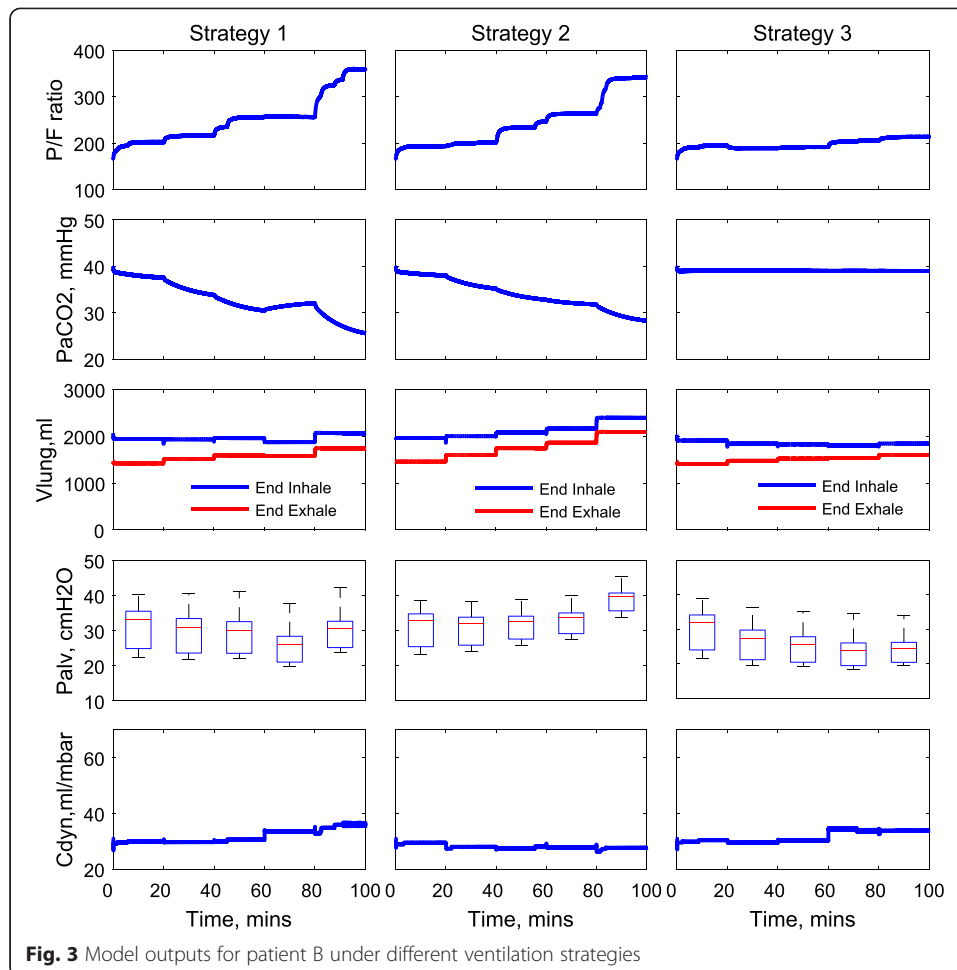 Strategy 1
Strategy 2
Strategy 3
P/F ratio
400
300
200
100
PaCO2, mmHg
50
40
30
20
Vlung,ml
3000
2000
1000
0
End Inhale
End Exhale
End Inhale
End Exhale
End Inhale
End Exhale
Palv, cmH2O
50
40
30
20
10
Cdyn,ml/mbar
60
40
20
0 20 40 60 80 100
0 20 40 60 80 100
0 20 40 60 80 100
Time, mins
Time, mins
Time, mins
Fig. 3 Model outputs for patient B under different ventilation strategies